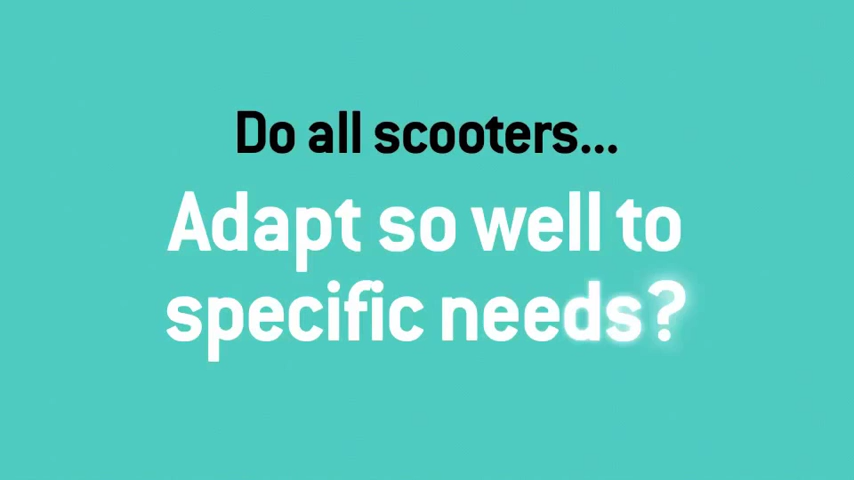 Do all scooters...
Adapt so well to
specific needs?